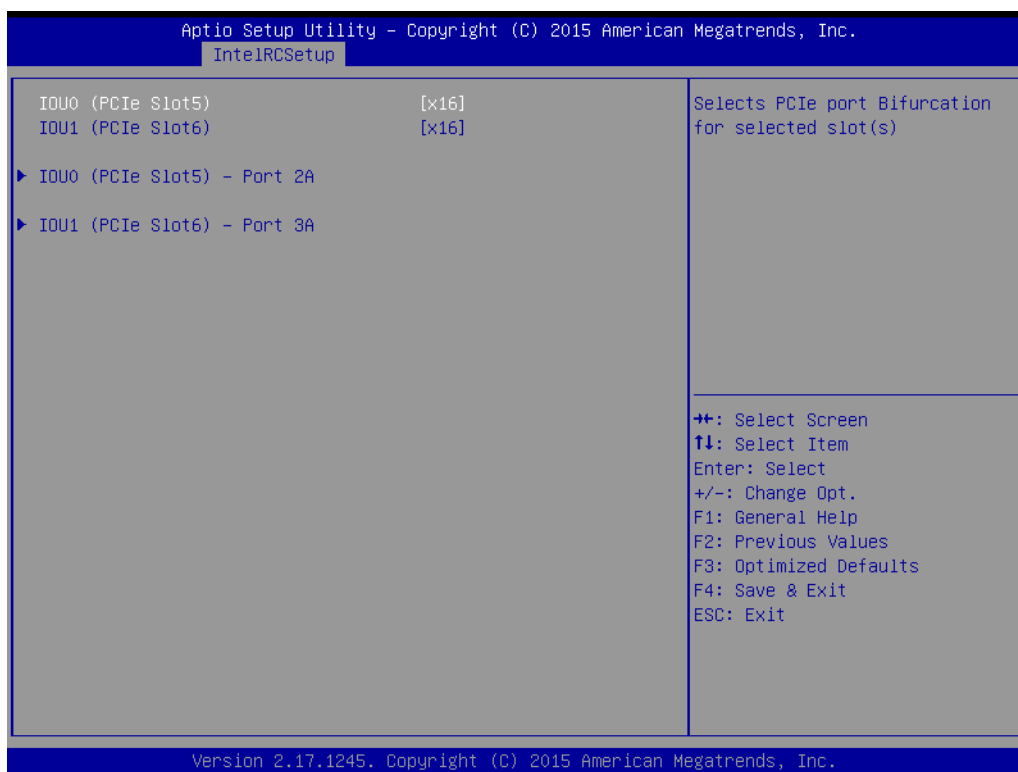 Aptio Setup Utility – Copyright (C) 2015 American Megatrends, Inc.
IntelRCSetup
IOU0 (PCIe Slot5) [x16]
IOU1 (PCIe Slot6) [x16]
▶ IOU0 (PCIe Slot5) – Port 2A
▶ IOU1 (PCIe Slot6) – Port 3A
Selects PCIe port Bifurcation
for selected slot(s)
→←: Select Screen
↑↓: Select Item
Enter: Select
+/-: Change Opt.
F1: General Help
F2: Previous Values
F3: Optimized Defaults
F4: Save & Exit
ESC: Exit
Version 2.17.1245. Copyright (C) 2015 American Megatrends, Inc.